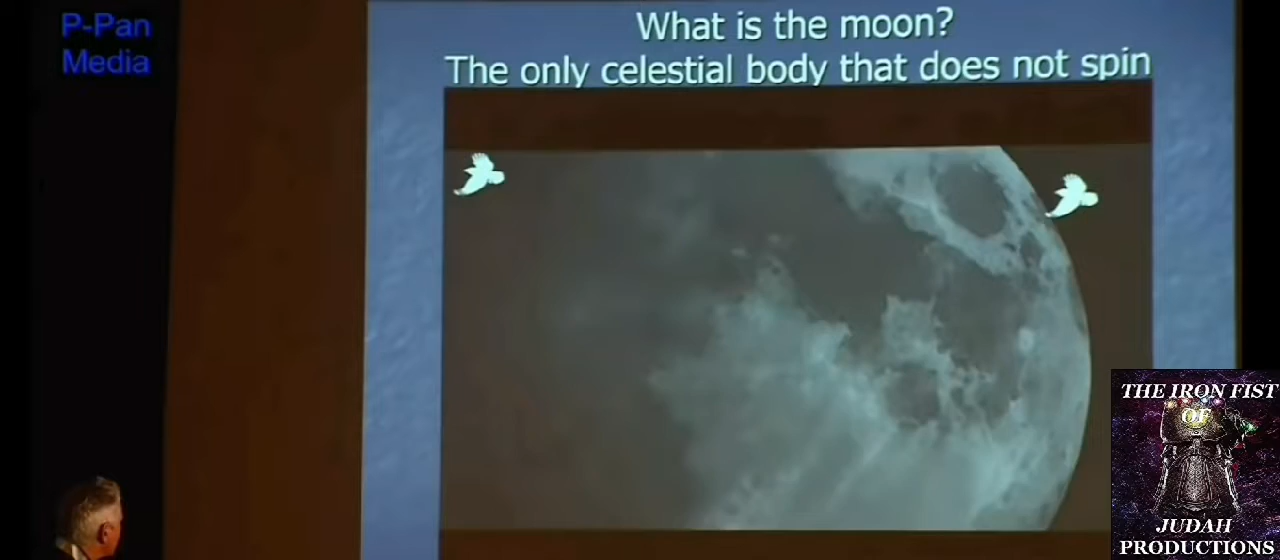 P-Pan
Media
What is the moon?
The only celestial body that does not spin
THE IRON FIST
OF
JUDAH
PRODUCTIONS